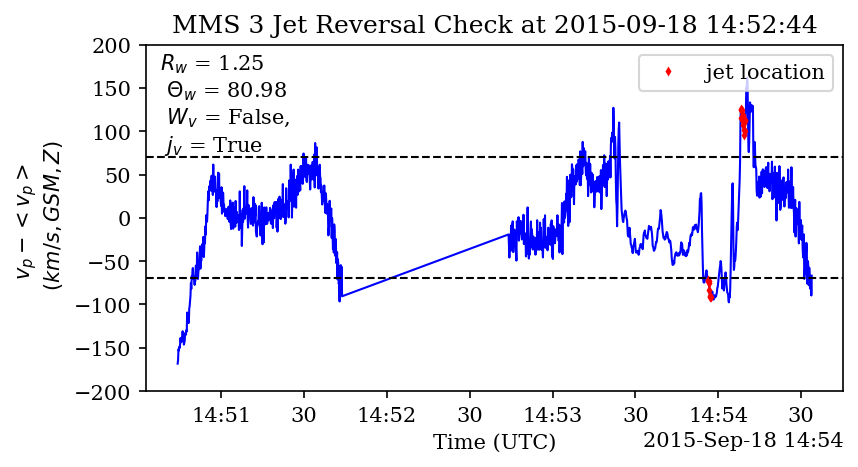 MMS 3 Jet Reversal Check at 2015-09-18 14:52:44
R_w = 1.25
Θ_w = 80.98
W_v = False,
j_v = True
jet location
v_p − < v_p >
(km/s, GSM, Z)
200
150
100
50
0
−50
−100
−150
−200
14:51 30 14:52 30 14:53 30 14:54 30
Time (UTC)
2015-Sep-18 14:54